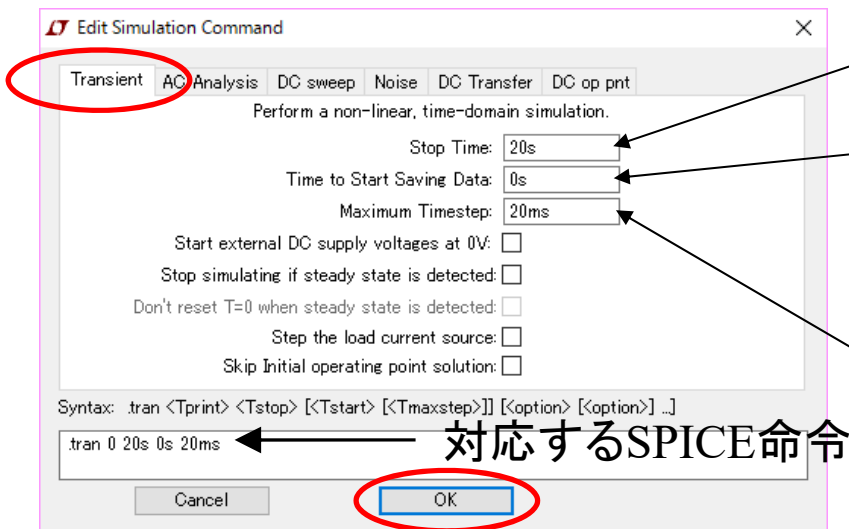 Edit Simulation Command
Transient AC Analysis DC sweep Noise DC Transfer DC op pnt
Perform a non-linear, time-domain simulation.
Stop Time: 20s
Time to Start Saving Data: 0s
Maximum Timestep: 20ms
Start external DC supply voltages at 0V:
Stop simulating if steady state is detected:
Don't reset T=0 when steady state is detected:
Step the load current source:
Skip Initial operating point solution:
Syntax: .tran <Tprint> <Tstop> [<Tstart> [<Tmaxstep>]] [<option> [<option>] ...]
.tran 0 20s 0s 20ms
対応するSPICE命令
Cancel OK